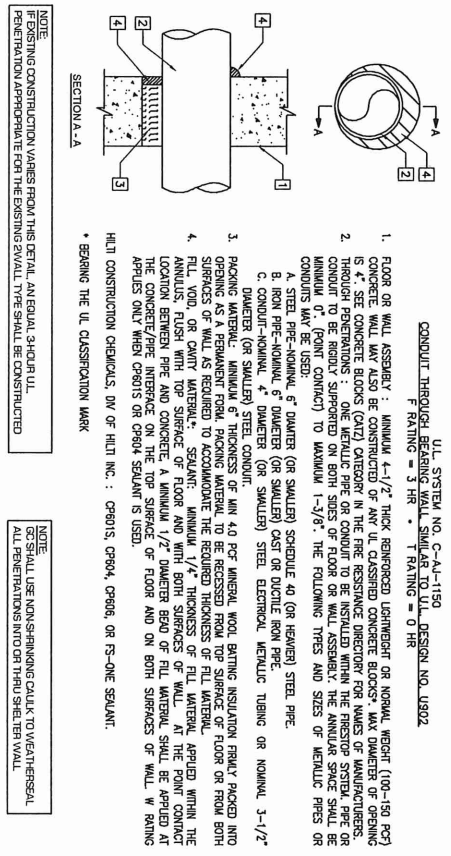 U.L. SYSTEM NO. C-AJ-1150
CONDUIT THROUGH BEARING WALL SIMILAR TO U.L. DESIGN NO. U902
F RATING = 3 HR • T RATING = 0 HR
1. FLOOR OR WALL ASSEMBLY : MINIMUM 4-1/2" THICK REINFORCED LIGHTWEIGHT OR NORMAL WEIGHT (100-150 PCF)
CONCRETE WALL MAY ALSO BE CONSTRUCTED OF ANY UL CLASSIFIED CONCRETE BLOCKS*. MAX DIAMETER OF OPENING
IS 4". SEE CONCRETE BLOCKS (CATZ) CATEGORY IN THE FIRE RESISTANCE DIRECTORY FOR NAMES OF MANUFACTURERS.
2. THROUGH PENETRATIONS : ONE METALLIC PIPE OR CONDUIT TO BE INSTALLED WITHIN THE FIRESTOP SYSTEM. PIPE OR
CONDUIT TO BE RIGIDLY SUPPORTED ON BOTH SIDES OF FLOOR OR WALL ASSEMBLY. THE ANNULAR SPACE SHALL BE
MINIMUM 0". (POINT CONTACT) TO MAXIMUM 1-3/8". THE FOLLOWING TYPES AND SIZES OF METALLIC PIPES OR
CONDUITS MAY BE USED:
A. STEEL PIPE-NOMINAL 6" DIAMTER (OR SMALLER) SCHEDULE 40 (OR HEAVIER) STEEL PIPE.
B. IRON PIPE-NOMINAL 6" DIAMETER (OR SMALLER) CAST OR DUCTILE IRON PIPE.
C. CONDUIT-NOMINAL 4" DIAMETER (OR SMALLER) STEEL ELECTRICAL METALLIC TUBING OR NOMINAL 3-1/2"
DIAMETER (OR SMALLER) STEEL CONDUIT.
3. PACKING MATERIAL: MINIMUM 6" THICKNESS OF MIN 4.0 PCF MINERAL WOOL BATTING INSULATION FIRMLY PACKED INTO
OPENING AS A PERMANENT FORM. PACKING MATERIAL TO BE RECESSED FROM TOP SURFACE OF FLOOR OR FROM BOTH
SURFACES OF WALL AS REQUIRED TO ACCOMMODATE THE REQUIRED THICKNESS OF FILL MATERIAL.
4. FILL, VOID, OR CAVITY MATERIAL*: SEALANT: MINIMUM 1/4" THICKNESS OF FILL MATERIAL APPLIED WITHIN THE
ANNULUS, FLUSH WITH TOP SURFACE OF FLOOR AND WITH BOTH SURFACES OF WALL. AT THE POINT CONTACT
LOCATION BETWEEN PIPE AND CONCRETE, A MINIMUM 1/2" DIAMETER BEAD OF FILL MATERIAL SHALL BE APPLIED AT
THE CONCRETE/PIPE INTERFACE ON THE TOP SURFACE OF FLOOR AND ON BOTH SURFACES OF WALL. W RATING
APPLIES ONLY WHEN CP601S OR CP604 SEALANT IS USED.
HILTI CONSTRUCTION CHEMICALS, DIV OF HILTI INC. : CP601S, CP604, CP606, OR FS-ONE SEALANT.
* BEARING THE UL CLASSIFICATION MARK
A
A
4
2
4
1
2
4
3
SECTION A - A
NOTE:
IF EXISTING CONSTRUCTION VARIES FROM THIS DETAIL, AN EQUAL 3-HOUR U.L.
PENETRATION APPROPRIATE FOR THE EXISTING 2 WALL TYPE SHALL BE CONSTRUCTED
NOTE:
GC SHALL USE NON-SHRINKING CAULK TO WEATHERSEAL
ALL PENETRATIONS INTO OR THRU SHELTER WALL